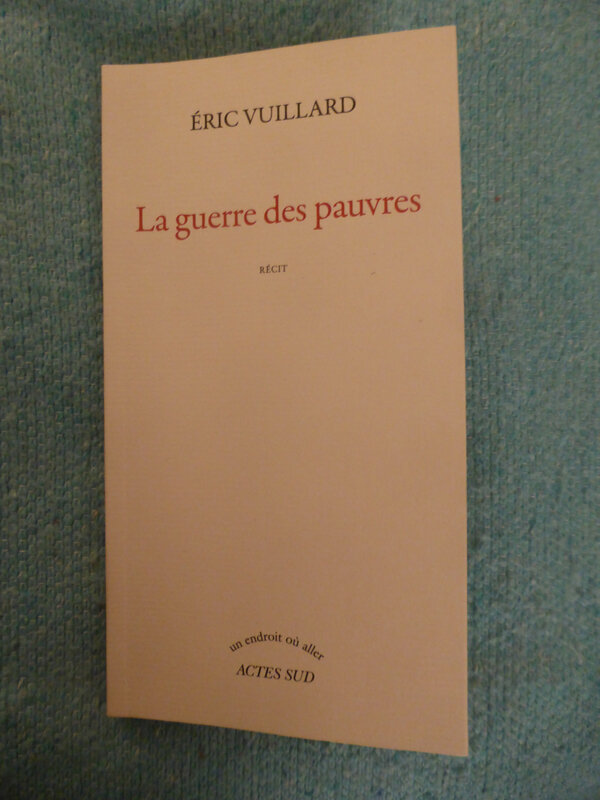 ÉRIC VUILLARD
La guerre des pauvres
RÉCIT
un endroit où aller
ACTES SUD